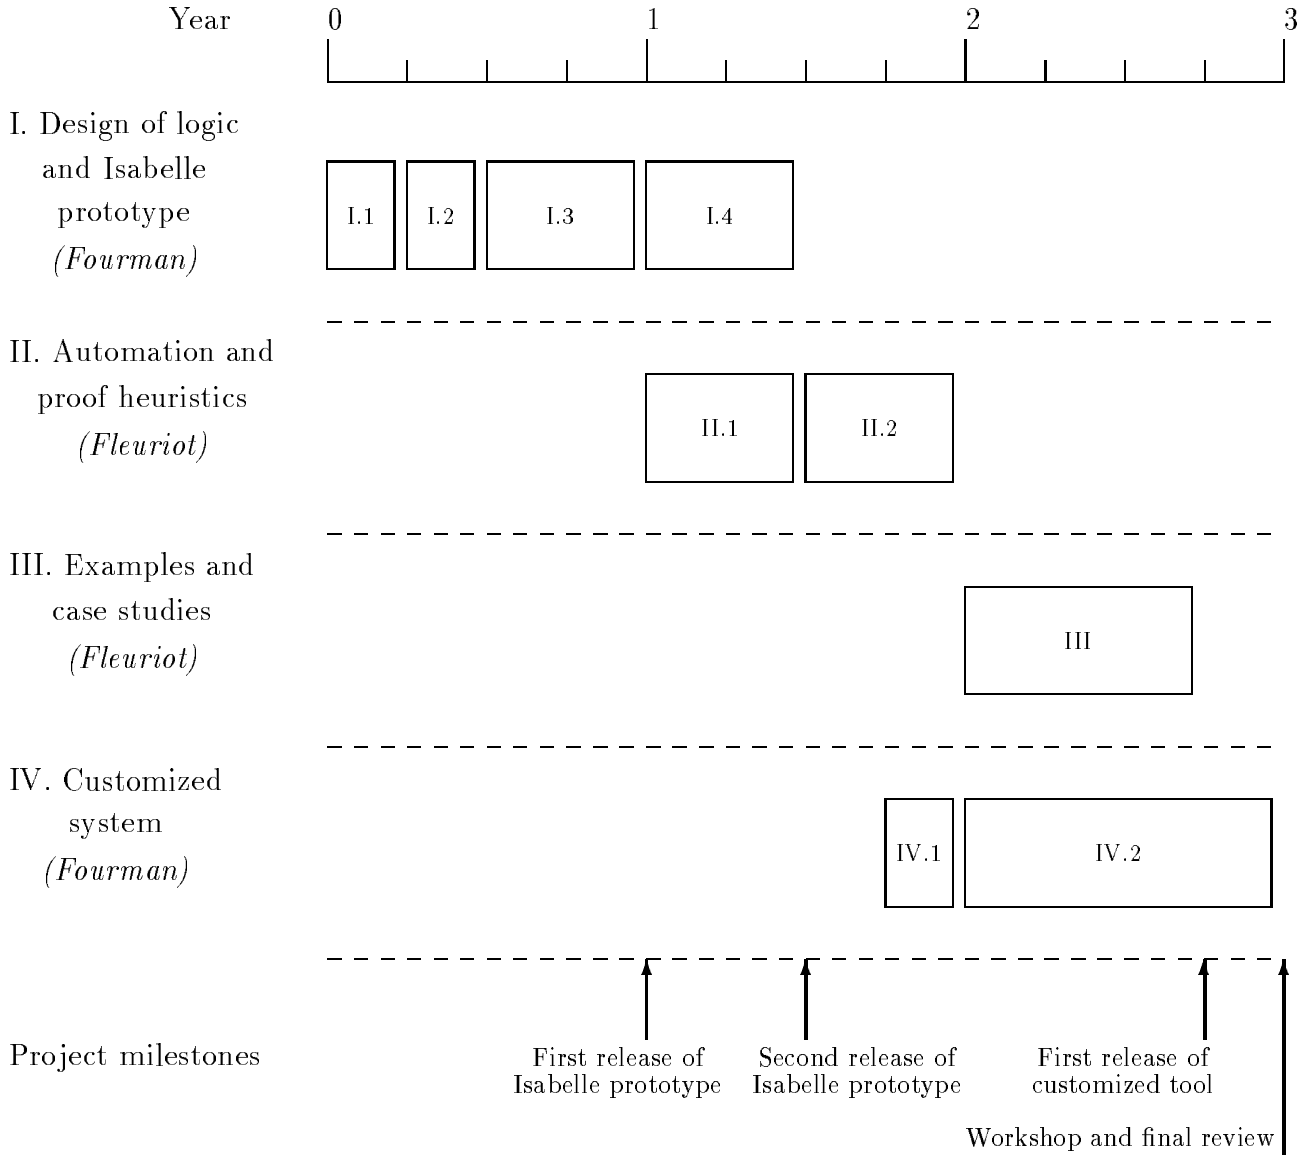 Year 0 1 2 3
I. Design of logic
and Isabelle
prototype
(Fourman)
I.1 I.2 I.3 I.4
II. Automation and
proof heuristics
(Fleuriot)
II.1 II.2
III. Examples and
case studies
(Fleuriot)
III
IV. Customized
system
(Fourman)
IV.1 IV.2
Project milestones
First release of
Isabelle prototype
Second release of
Isabelle prototype
First release of
customized tool
Workshop and final review